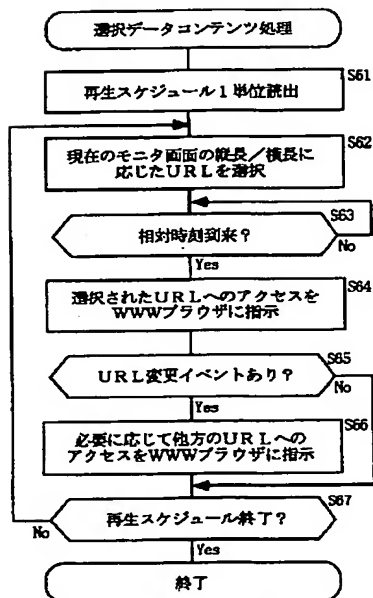 選択データコンテンツ処理
S61
再生スケジュール1単位読出
S62
現在のモニタ画面の縦長／横長に
応じたURLを選択
S63
相対時刻到来？
No
Yes
S64
選択されたURLへのアクセスを
WWWブラウザに指示
S65
URL変更イベントあり？
No
Yes
S66
必要に応じて他方のURLへの
アクセスをWWWブラウザに指示
S67
再生スケジュール終了？
No
Yes
終了